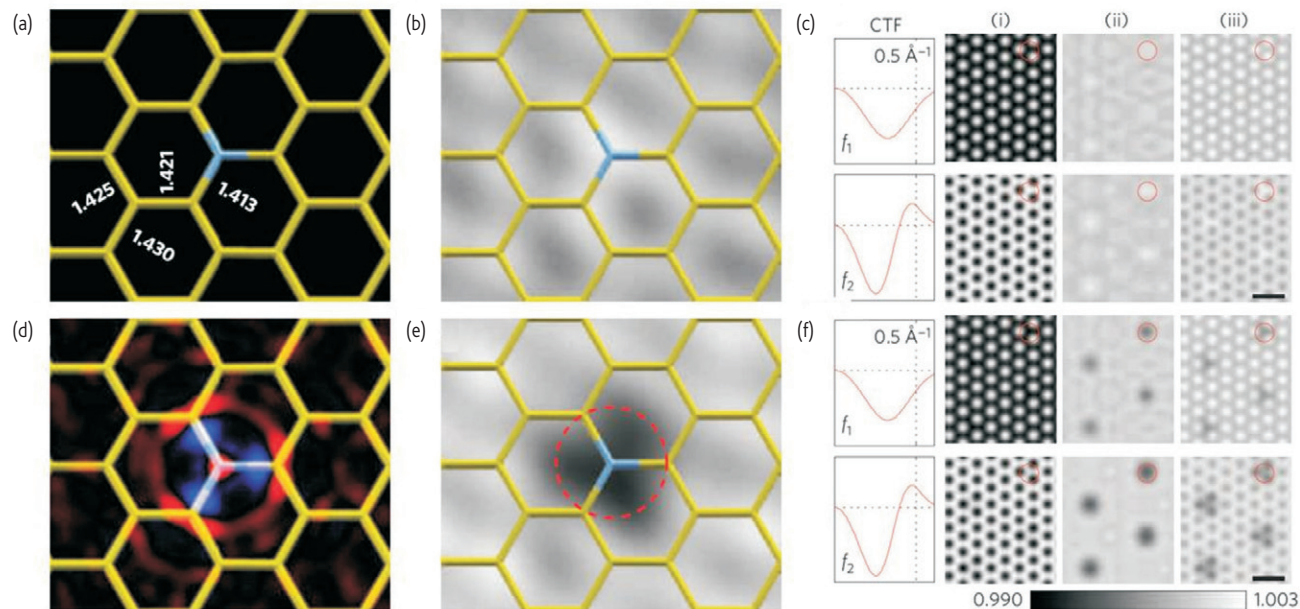 (a)
1.425
1.421
1.413
1.430
(b)
(c)
CTF
(i)
(ii)
(iii)
0.5 Å⁻¹
f₁
f₂
(d)
(e)
(f)
0.5 Å⁻¹
f₁
f₂
0.990
1.003